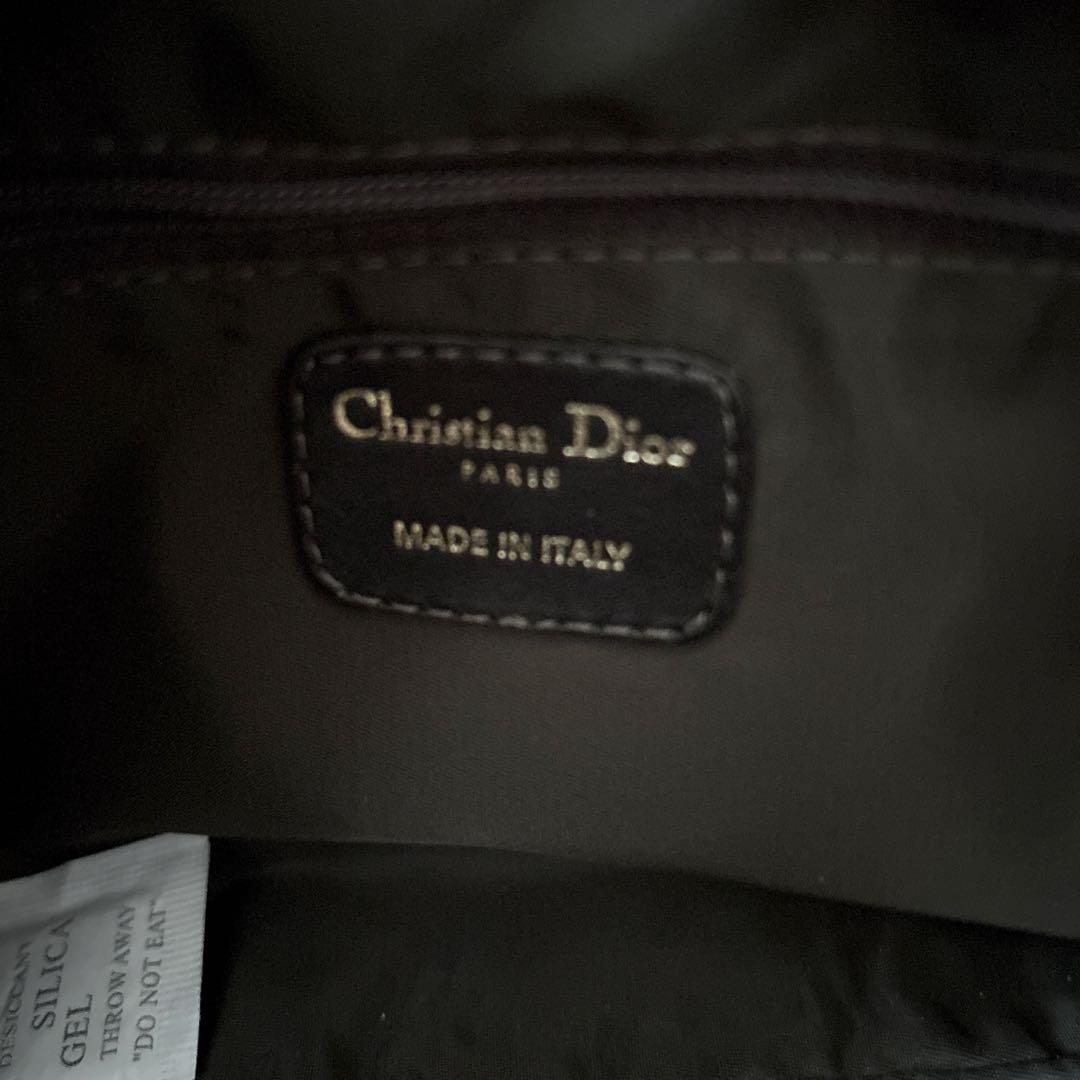 Christian Dior
PARIS
MADE IN ITALY
DESICCANT
SILICA
GEL
THROW AWAY
"DO NOT EAT"